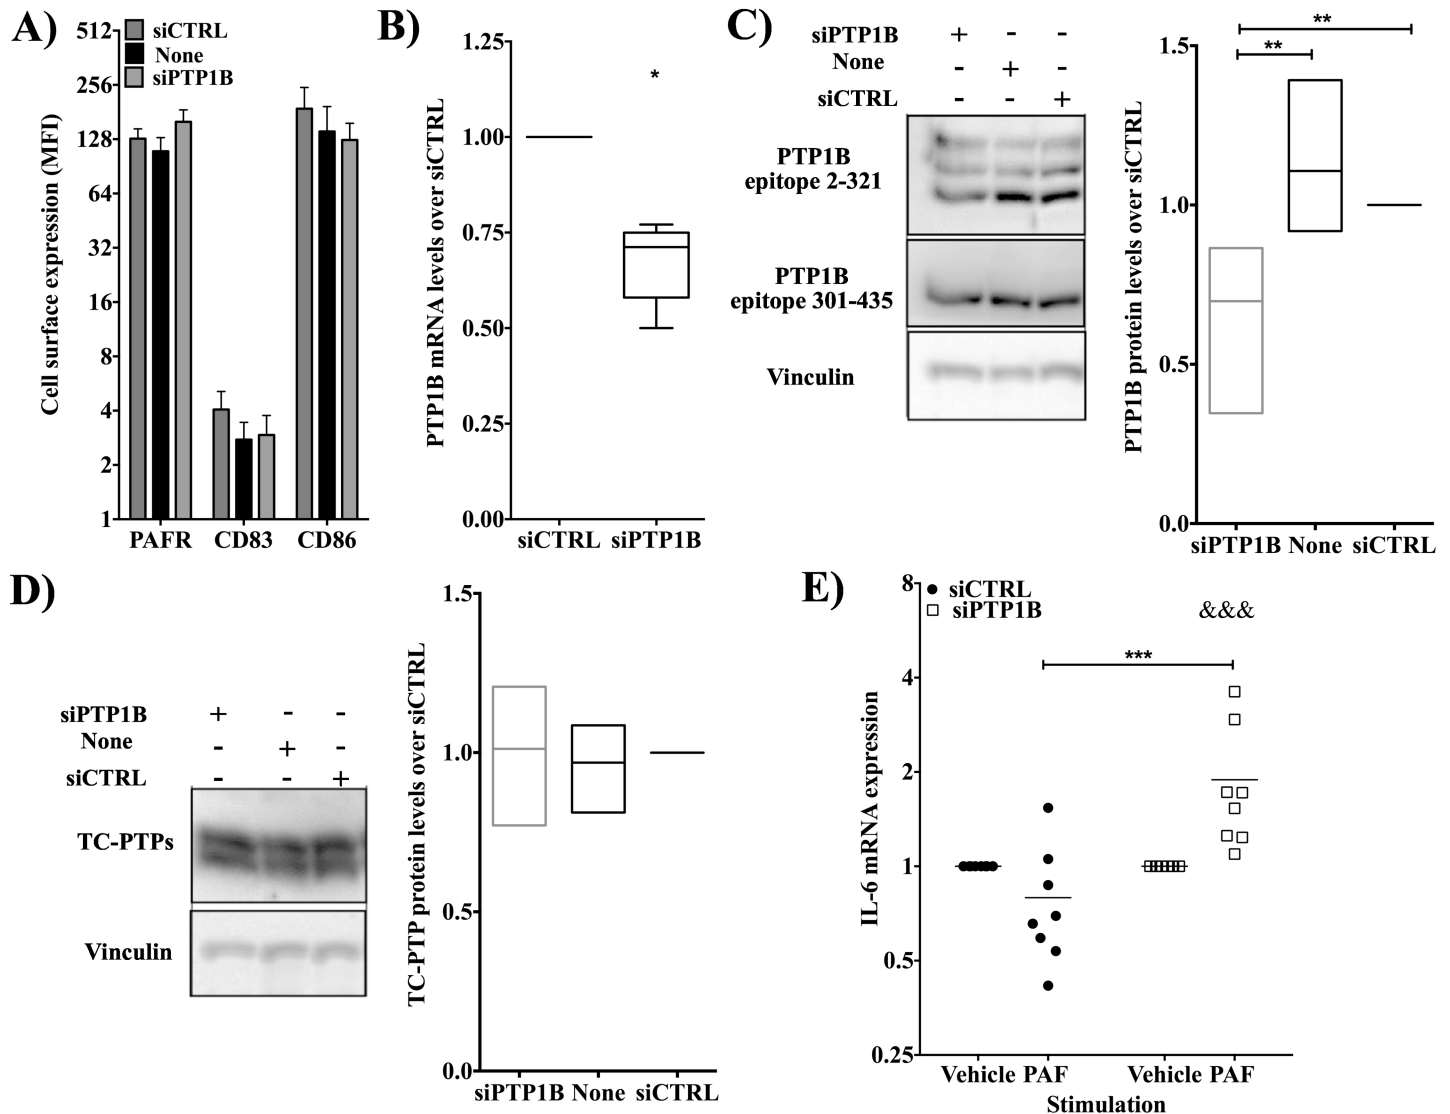 A)
siCTRL
None
siPTP1B
Cell surface expression (MFI)
512
256
128
64
32
16
8
4
2
1
PAFR CD83 CD86
B)
PTP1B mRNA levels over siCTRL
1.25
1.00
0.75
0.50
0.25
0.00
*
siCTRL siPTP1B
C)
siPTP1B + - -
None - + -
siCTRL - - +
PTP1B
epitope 2-321
PTP1B
epitope 301-435
Vinculin
PTP1B protein levels over siCTRL
1.5
1.0
0.5
0.0
**
**
siPTP1B None siCTRL
D)
siPTP1B + - -
None - + -
siCTRL - - +
TC-PTPs
Vinculin
TC-PTP protein levels over siCTRL
1.5
1.0
0.5
0.0
siPTP1B None siCTRL
E)
siCTRL
siPTP1B
&&&
***
IL-6 mRNA expression
8
4
2
1
0.5
0.25
Vehicle PAF Vehicle PAF
Stimulation